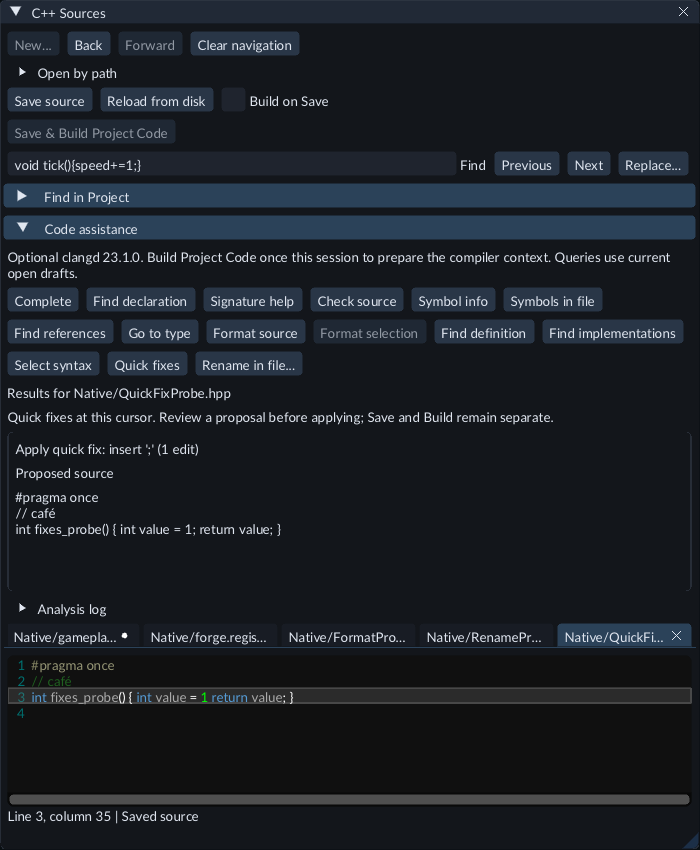 C++ Sources
New... Back Forward Clear navigation
Open by path
Save source Reload from disk Build on Save
Save & Build Project Code
void tick(){speed+=1;} Find Previous Next Replace...
Find in Project
Code assistance
Optional clangd 23.1.0. Build Project Code once this session to prepare the compiler context. Queries use current
open drafts.
Complete Find declaration Signature help Check source Symbol info Symbols in file
Find references Go to type Format source Format selection Find definition Find implementations
Select syntax Quick fixes Rename in file...
Results for Native/QuickFixProbe.hpp
Quick fixes at this cursor. Review a proposal before applying; Save and Build remain separate.
Apply quick fix: insert ';' (1 edit)
Proposed source
#pragma once
// café
int fixes_probe() { int value = 1; return value; }
Analysis log
Native/gamepla... Native/forge.regis... Native/FormatPro... Native/RenamePr... Native/QuickFi...
1 #pragma once
2 // café
3 int fixes_probe() { int value = 1 return value; }
4
Line 3, column 35 | Saved source